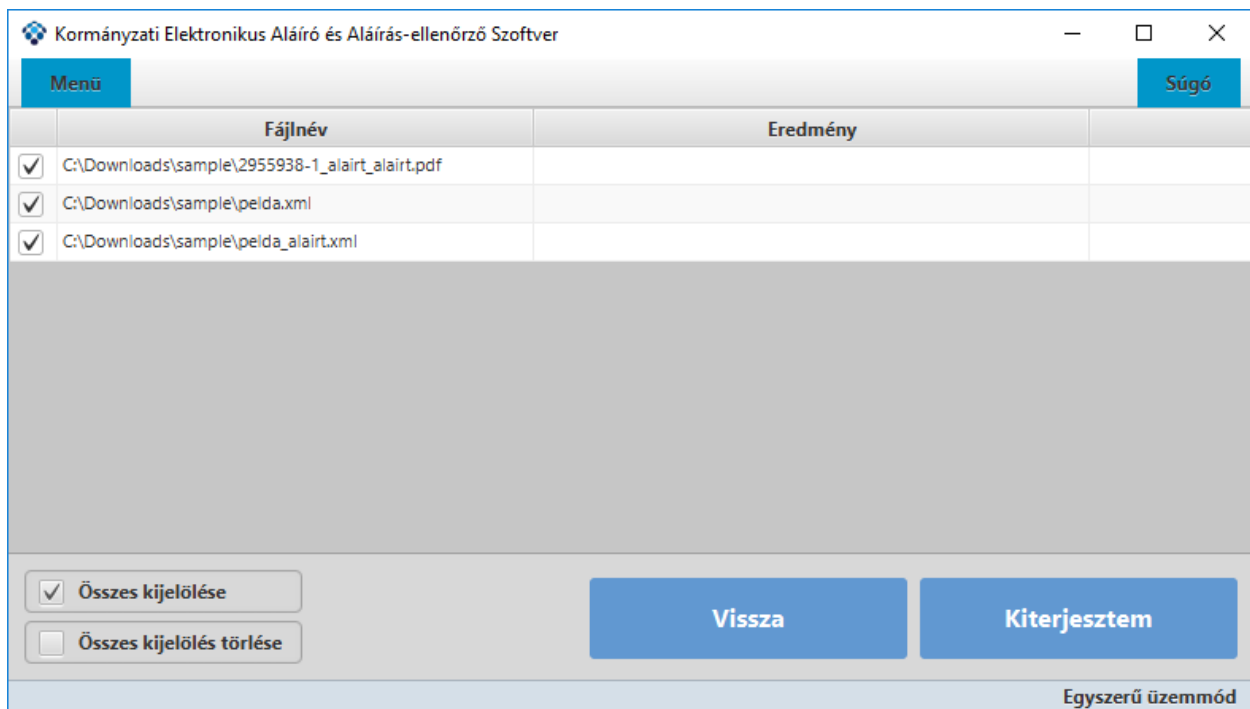 Kormányzati Elektronikus Aláíró és Aláírás-ellenőrző Szoftver
Menü Súgó
Fájlnév Eredmény
C:\Downloads\sample\2955938-1_alairt_alairt.pdf
C:\Downloads\sample\pelda.xml
C:\Downloads\sample\pelda_alairt.xml
Összes kijelölése
Összes kijelölés törlése
Vissza Kiterjesztem
Egyszerű üzemmód